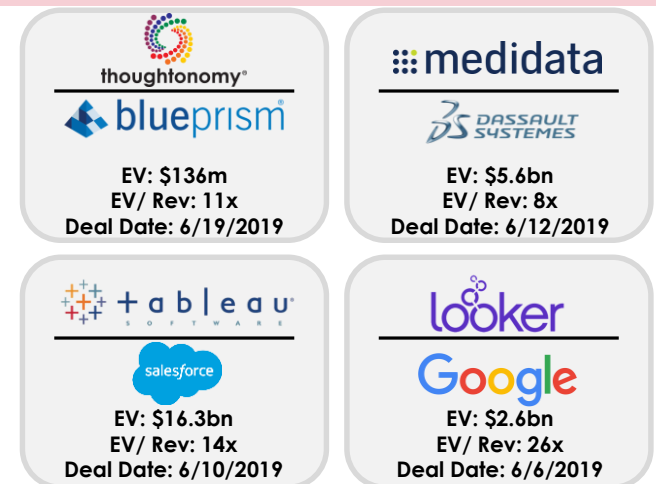 thoughtonomy®
blueprism®
EV: $136m
EV/ Rev: 11x
Deal Date: 6/19/2019
medidata
DS DASSAULT
SYSTEMES
EV: $5.6bn
EV/ Rev: 8x
Deal Date: 6/12/2019
tableau
SOFTWARE
salesforce
EV: $16.3bn
EV/ Rev: 14x
Deal Date: 6/10/2019
looker
Google
EV: $2.6bn
EV/ Rev: 26x
Deal Date: 6/6/2019